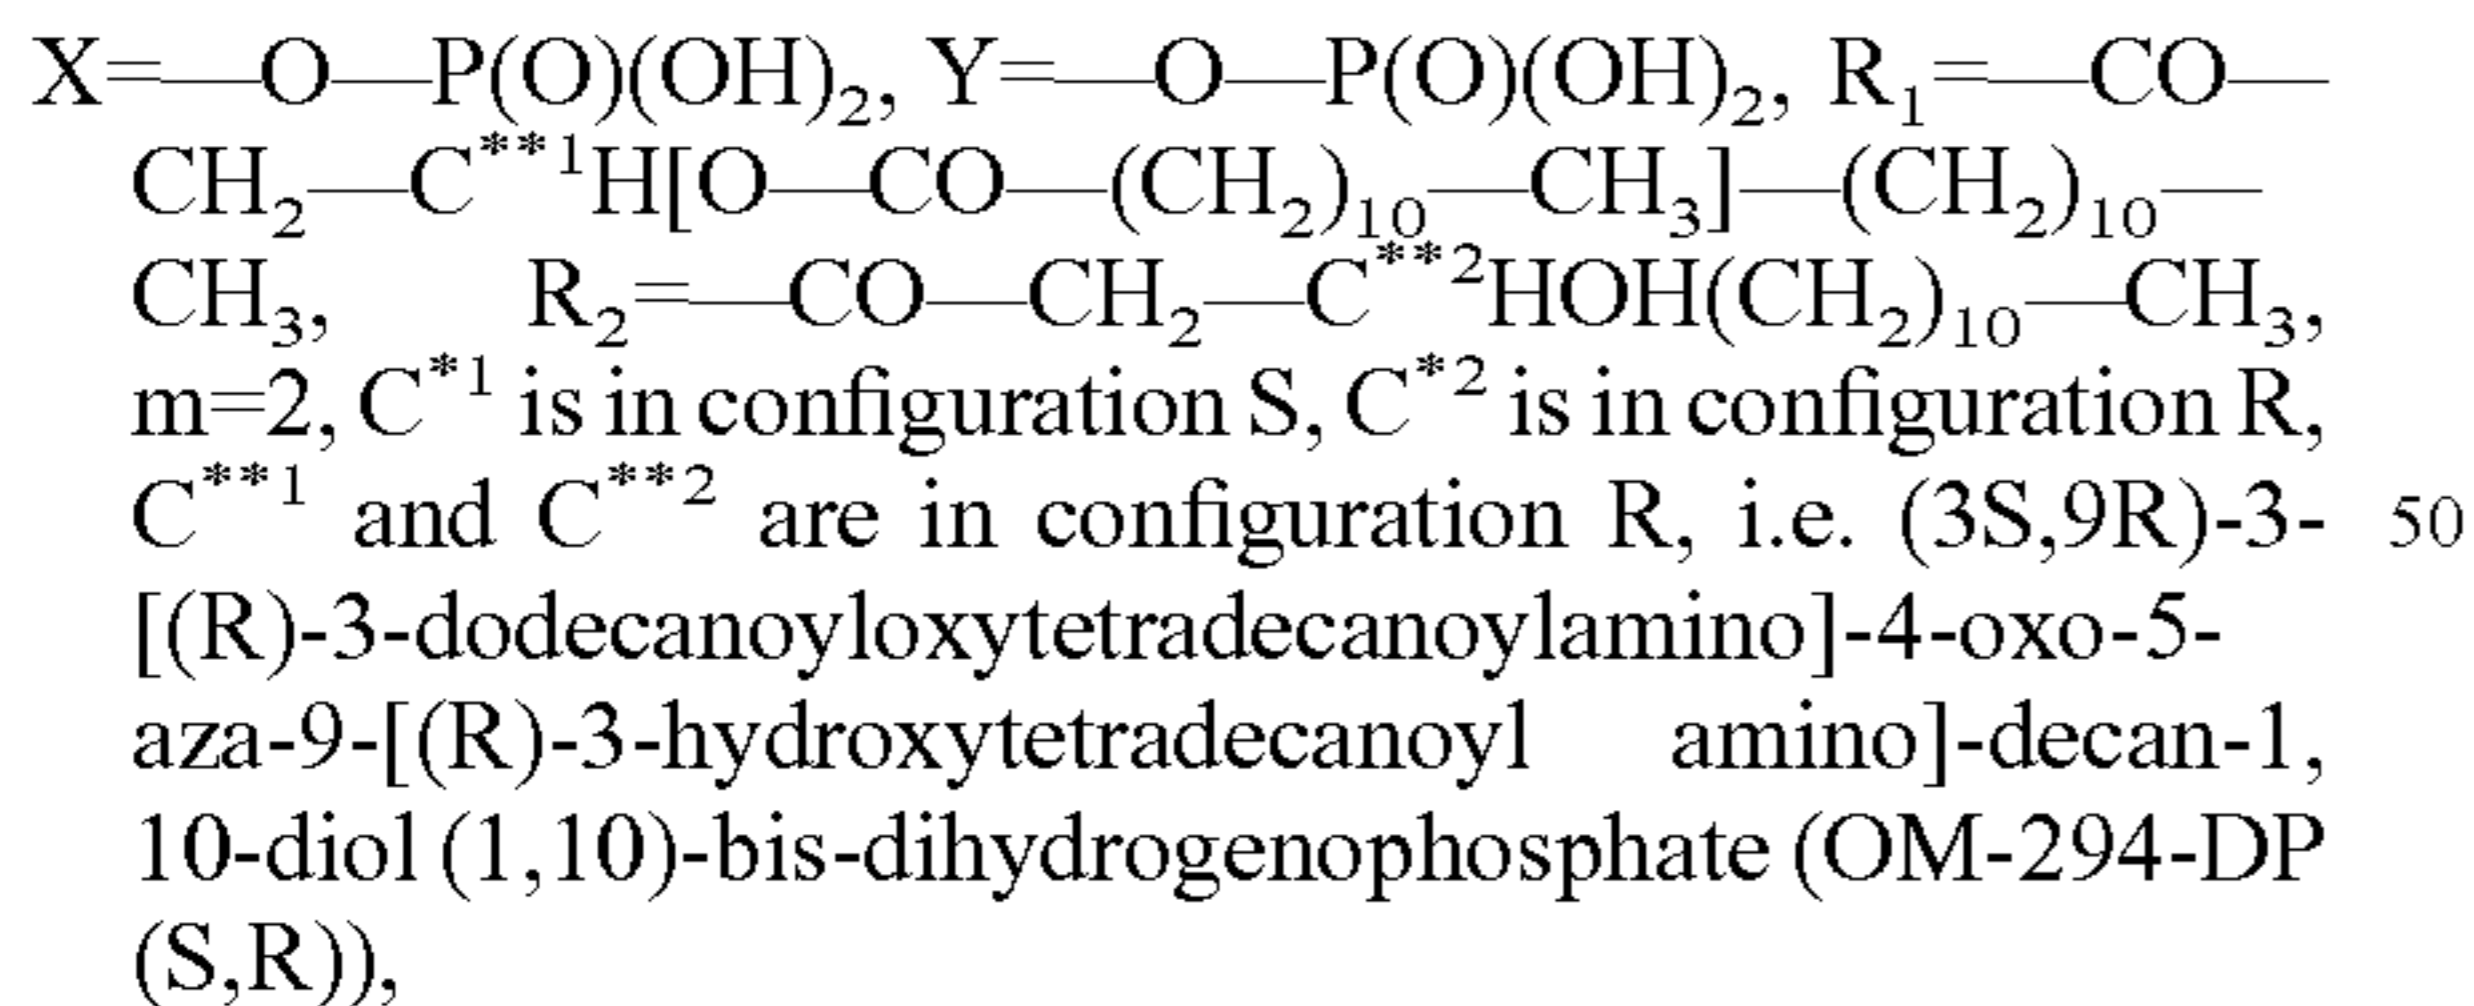 X=—O—P(O)(OH)₂, Y=—O—P(O)(OH)₂, R₁=—CO—
CH₂—C**¹H[O—CO—(CH₂)₁₀—CH₃]—(CH₂)₁₀—
CH₃, R₂=—CO—CH₂—C**²HOH(CH₂)₁₀—CH₃,
m=2, C*¹ is in configuration S, C*² is in configuration R,
C**¹ and C**² are in configuration R, i.e. (3S,9R)-3- 50
[(R)-3-dodecanoyloxytetradecanoylamino]-4-oxo-5-
aza-9-[(R)-3-hydroxytetradecanoyl amino]-decan-1,
10-diol (1,10)-bis-dihydrogenophosphate (OM-294-DP
(S,R)),